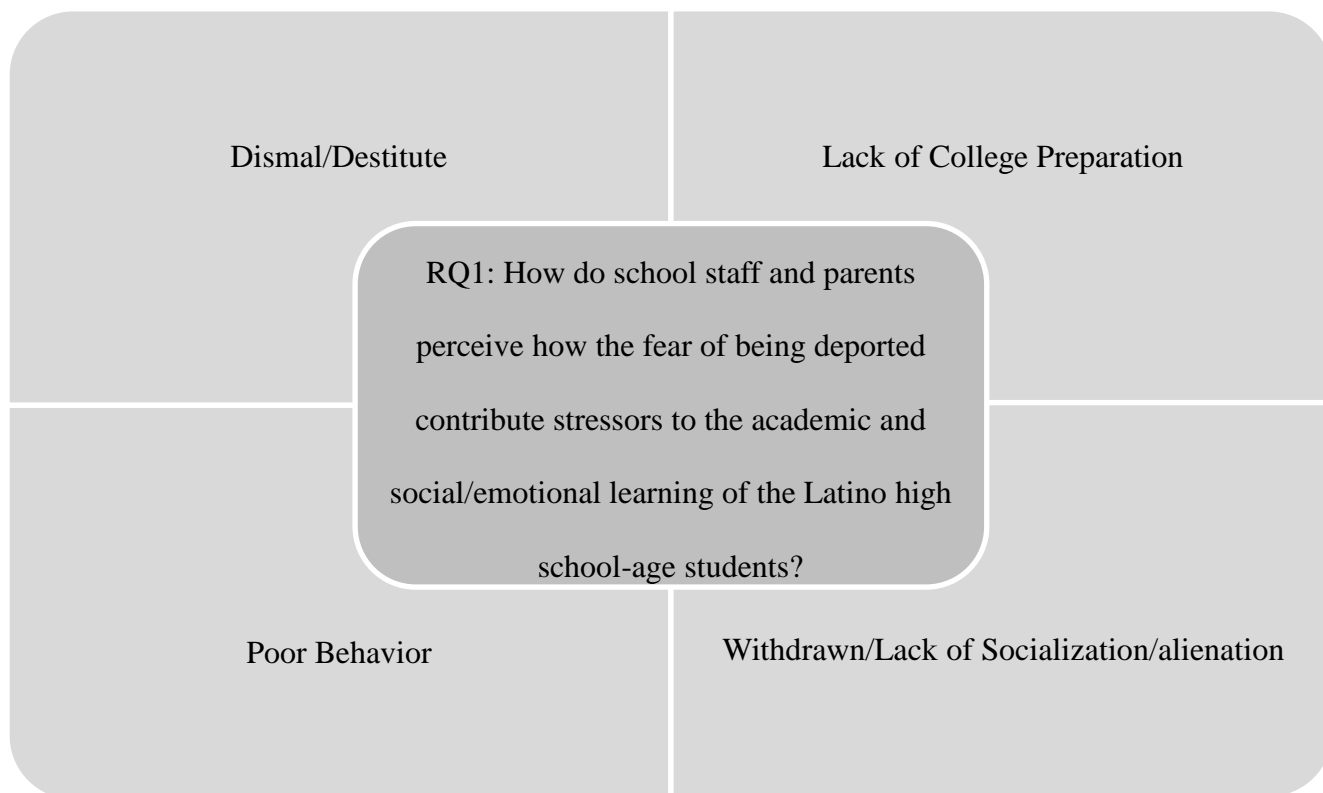 Dismal/Destitute
Lack of College Preparation
RQ1: How do school staff and parents
perceive how the fear of being deported
contribute stressors to the academic and
social/emotional learning of the Latino high
school-age students?
Poor Behavior
Withdrawn/Lack of Socialization/alienation